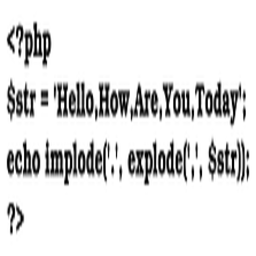 <?php
$str = 'Hello,How,Are,You,Today';
echo implode('.', explode(',', $str));
?>